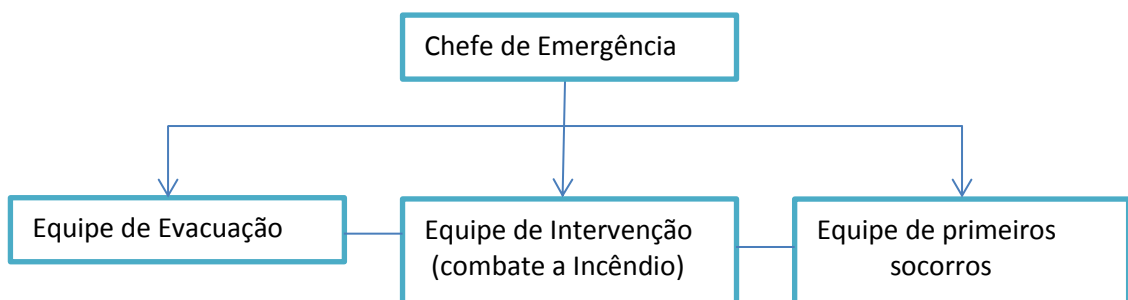 Chefe de Emergência
Equipe de Evacuação
Equipe de Intervenção
(combate a Incêndio)
Equipe de primeiros
socorros